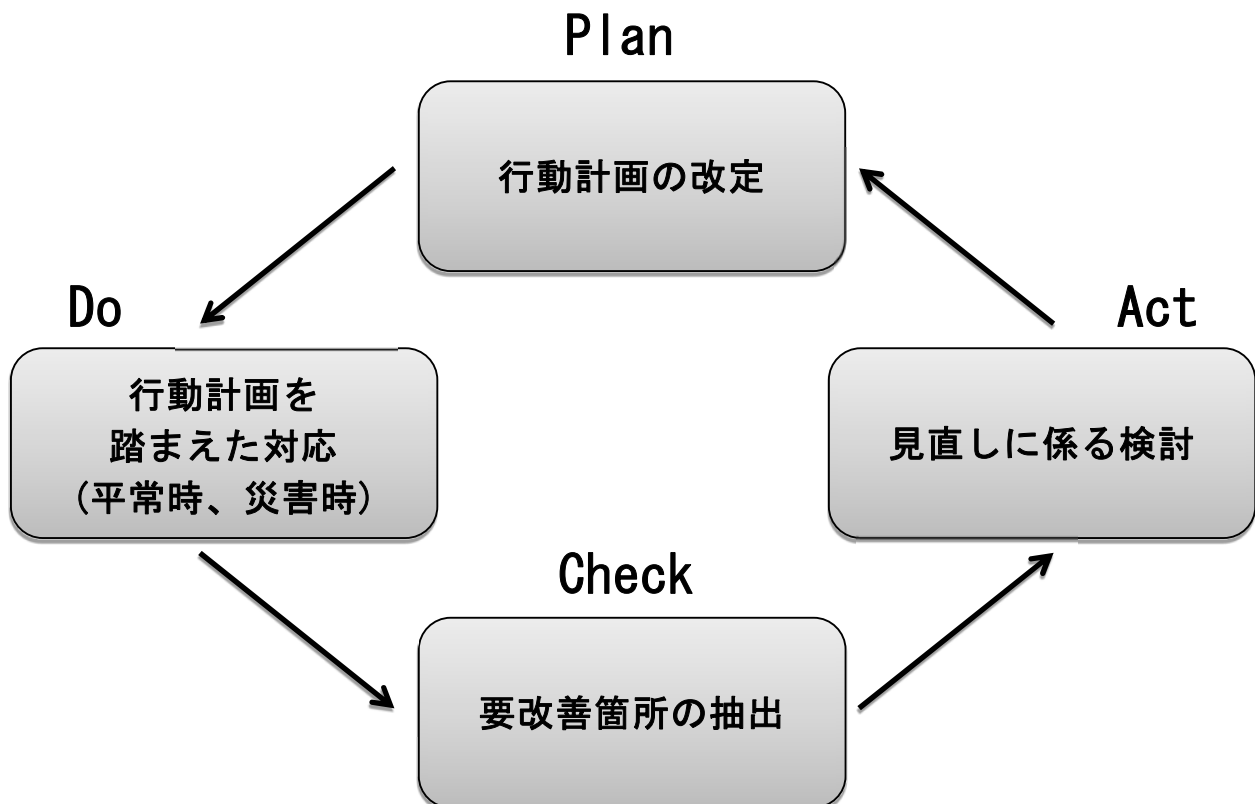 Plan
行動計画の改定
Do
行動計画を
踏まえた対応
(平常時、災害時)
Act
見直しに係る検討
Check
要改善箇所の抽出